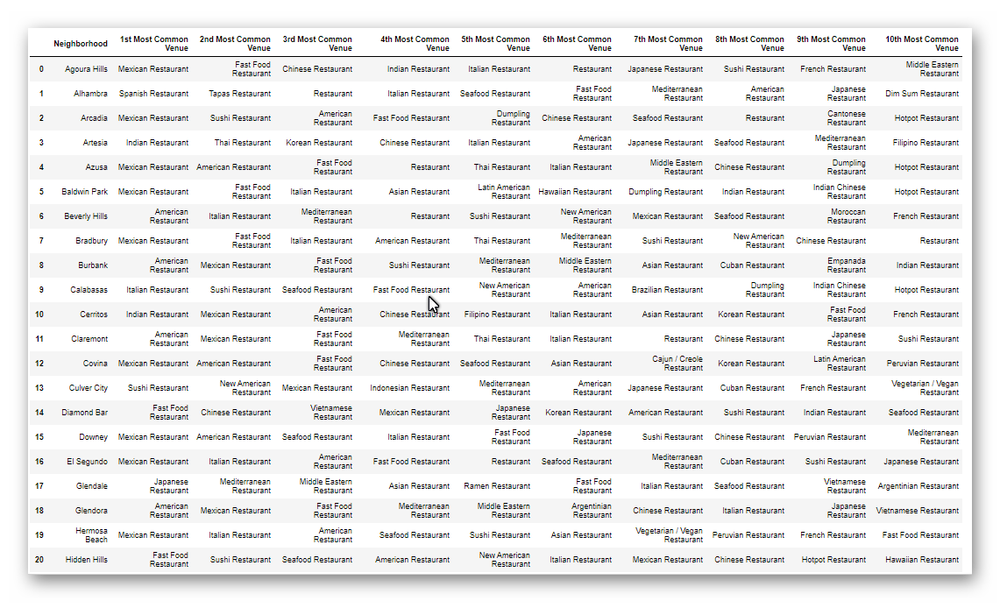 Neighborhood 1st Most Common Venue 2nd Most Common Venue 3rd Most Common Venue 4th Most Common Venue 5th Most Common Venue 6th Most Common Venue 7th Most Common Venue 8th Most Common Venue 9th Most Common Venue 10th Most Common Venue
0 Agoura Hills Mexican Restaurant Fast Food Restaurant Chinese Restaurant Indian Restaurant Italian Restaurant Restaurant Japanese Restaurant Sushi Restaurant French Restaurant Middle Eastern Restaurant
1 Alhambra Spanish Restaurant Tapas Restaurant Restaurant Italian Restaurant Seafood Restaurant Fast Food Restaurant Mediterranean Restaurant American Restaurant Japanese Restaurant Dim Sum Restaurant
2 Arcadia Mexican Restaurant Sushi Restaurant American Restaurant Fast Food Restaurant Dumpling Restaurant Chinese Restaurant Seafood Restaurant Restaurant Cantonese Restaurant Hotpot Restaurant
3 Artesia Indian Restaurant Thai Restaurant Korean Restaurant Chinese Restaurant Italian Restaurant American Restaurant Japanese Restaurant Seafood Restaurant Mediterranean Restaurant Filipino Restaurant
4 Azusa Mexican Restaurant American Restaurant Fast Food Restaurant Restaurant Thai Restaurant Italian Restaurant Middle Eastern Restaurant Chinese Restaurant Dumpling Restaurant Hotpot Restaurant
5 Baldwin Park Mexican Restaurant Fast Food Restaurant Italian Restaurant Asian Restaurant Latin American Restaurant Hawaiian Restaurant Dumpling Restaurant Indian Restaurant Indian Chinese Restaurant Hotpot Restaurant
6 Beverly Hills American Restaurant Italian Restaurant Mediterranean Restaurant Restaurant Sushi Restaurant New American Restaurant Mexican Restaurant Seafood Restaurant Moroccan Restaurant French Restaurant
7 Bradbury Mexican Restaurant Fast Food Restaurant Italian Restaurant American Restaurant Thai Restaurant Mediterranean Restaurant Sushi Restaurant New American Restaurant Chinese Restaurant Restaurant
8 Burbank American Restaurant Mexican Restaurant Fast Food Restaurant Sushi Restaurant Mediterranean Restaurant Middle Eastern Restaurant Asian Restaurant Cuban Restaurant Empanada Restaurant Indian Restaurant
9 Calabasas Italian Restaurant Sushi Restaurant Seafood Restaurant Fast Food Restaurant New American Restaurant American Restaurant Brazilian Restaurant Dumpling Restaurant Indian Chinese Restaurant Hotpot Restaurant
10 Cerritos Indian Restaurant Mexican Restaurant American Restaurant Chinese Restaurant Filipino Restaurant Italian Restaurant Asian Restaurant Korean Restaurant Fast Food Restaurant French Restaurant
11 Claremont American Restaurant Mexican Restaurant Fast Food Restaurant Mediterranean Restaurant Thai Restaurant Italian Restaurant Restaurant Chinese Restaurant Japanese Restaurant Sushi Restaurant
12 Covina Mexican Restaurant American Restaurant Fast Food Restaurant Chinese Restaurant Seafood Restaurant Asian Restaurant Cajun / Creole Restaurant Korean Restaurant Latin American Restaurant Peruvian Restaurant
13 Culver City Sushi Restaurant New American Restaurant Mexican Restaurant Indonesian Restaurant Mediterranean Restaurant American Restaurant Japanese Restaurant Cuban Restaurant French Restaurant Vegetarian / Vegan Restaurant
14 Diamond Bar Fast Food Restaurant Chinese Restaurant Vietnamese Restaurant Mexican Restaurant Japanese Restaurant Korean Restaurant American Restaurant Sushi Restaurant Indian Restaurant Seafood Restaurant
15 Downey Mexican Restaurant American Restaurant Seafood Restaurant Italian Restaurant Fast Food Restaurant Japanese Restaurant Sushi Restaurant Chinese Restaurant Peruvian Restaurant Mediterranean Restaurant
16 El Segundo Mexican Restaurant Italian Restaurant American Restaurant Fast Food Restaurant Restaurant Seafood Restaurant Mediterranean Restaurant Cuban Restaurant Sushi Restaurant Japanese Restaurant
17 Glendale Japanese Restaurant Mediterranean Restaurant Middle Eastern Restaurant Asian Restaurant Ramen Restaurant Fast Food Restaurant Italian Restaurant Seafood Restaurant Vietnamese Restaurant Argentinian Restaurant
18 Glendora American Restaurant Mexican Restaurant Fast Food Restaurant Mediterranean Restaurant Middle Eastern Restaurant Argentinian Restaurant Chinese Restaurant Italian Restaurant Japanese Restaurant Vietnamese Restaurant
19 Hermosa Beach Mexican Restaurant Italian Restaurant American Restaurant Seafood Restaurant Sushi Restaurant Asian Restaurant Vegetarian / Vegan Restaurant Peruvian Restaurant French Restaurant Fast Food Restaurant
20 Hidden Hills Fast Food Restaurant Sushi Restaurant Seafood Restaurant American Restaurant New American Restaurant Italian Restaurant Mexican Restaurant Chinese Restaurant Hotpot Restaurant Hawaiian Restaurant